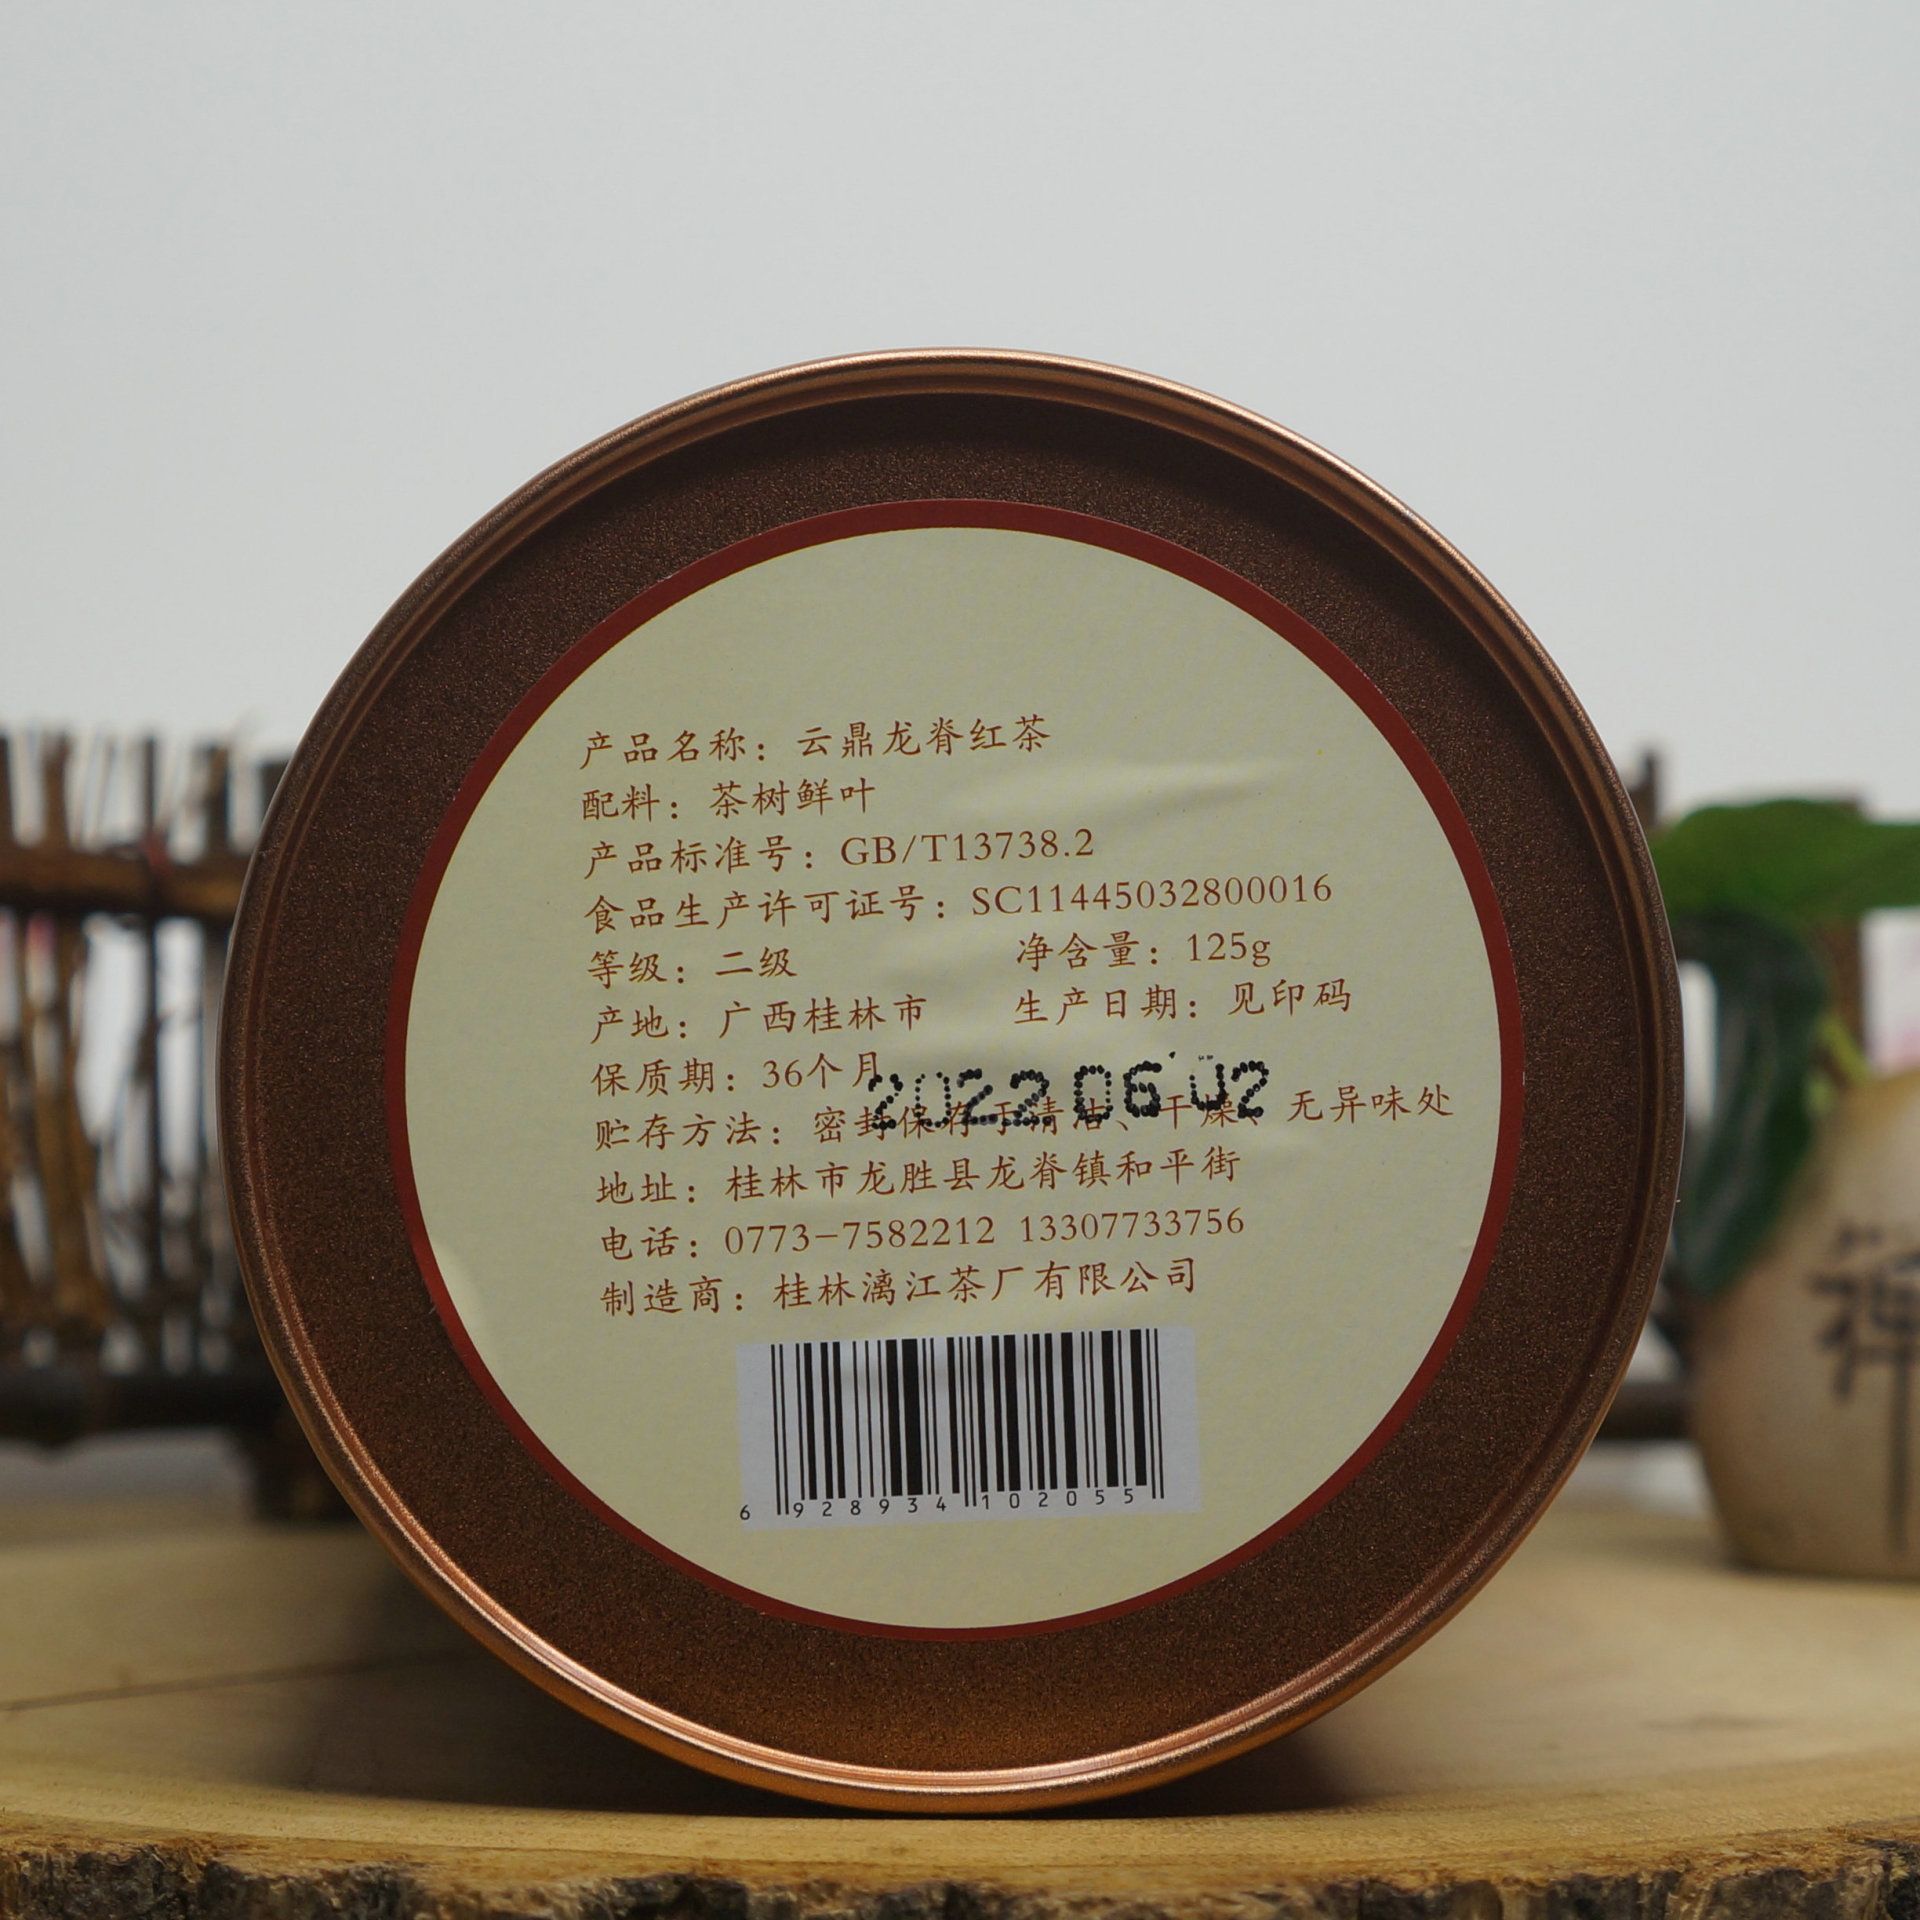 产品名称：云鼎龙脊红茶
配料：茶树鲜叶
产品标准号：GB/T13738.2
食品生产许可证号：SC11445032800016
等级：二级 净含量：125g
产地：广西桂林市 生产日期：见印码
保质期：36个月
20220602
贮存方法：密封保存于清洁、干燥、无异味处
地址：桂林市龙胜县龙脊镇和平街
电话：0773-7582212 13307733756
制造商：桂林漓江茶厂有限公司
6 928934 102055
禅